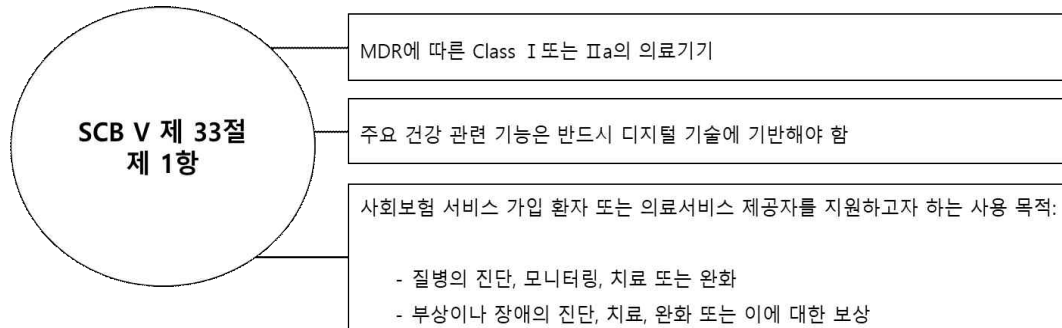 SCB V 제 33절
제 1항
MDR에 따른 Class Ⅰ 또는 Ⅱa의 의료기기
주요 건강 관련 기능은 반드시 디지털 기술에 기반해야 함
사회보험 서비스 가입 환자 또는 의료서비스 제공자를 지원하고자 하는 사용 목적:
- 질병의 진단, 모니터링, 치료 또는 완화
- 부상이나 장애의 진단, 치료, 완화 또는 이에 대한 보상